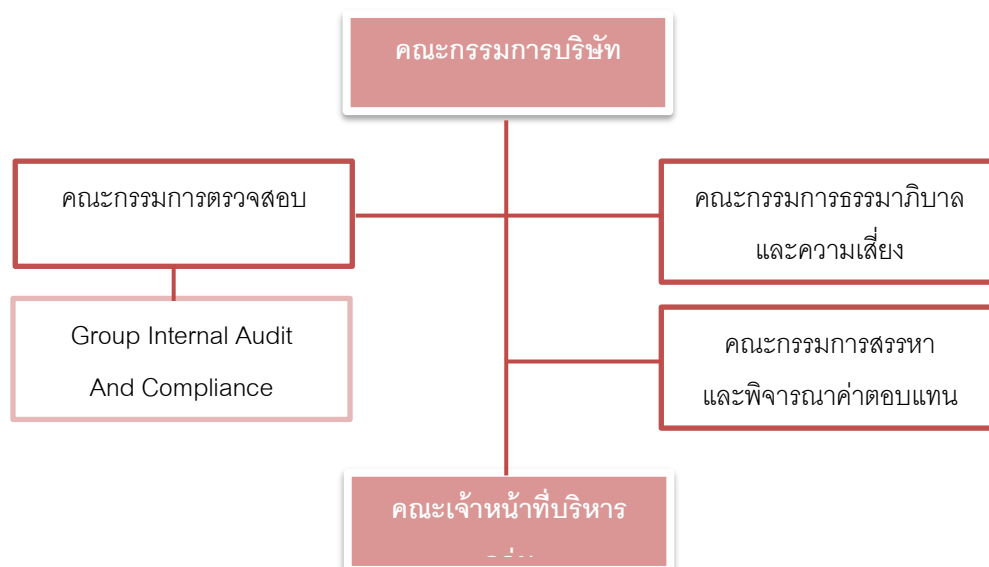 คณะกรรมการบริษัท
คณะกรรมการตรวจสอบ
คณะกรรมการธรรมาภิบาล
และความเสี่ยง
Group Internal Audit
And Compliance
คณะกรรมการสรรหา
และพิจารณาค่าตอบแทน
คณะเจ้าหน้าที่บริหาร